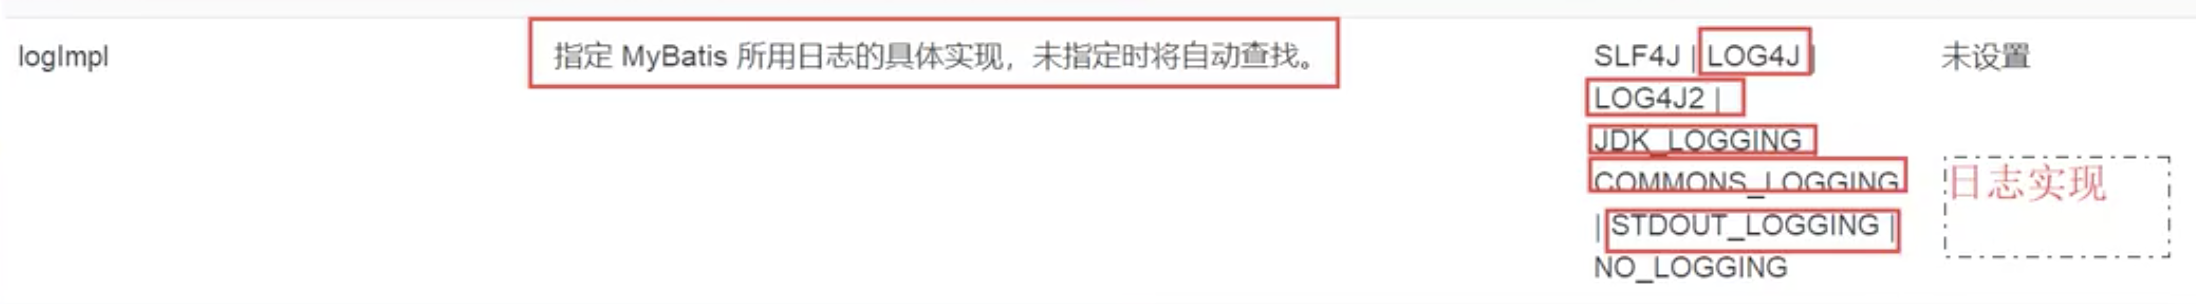 logImpl 指定 MyBatis 所用日志的具体实现，未指定时将自动查找。 SLF4J | LOG4J | 未设置
LOG4J2 |
JDK_LOGGING
COMMONS_LOGGING
日志实现
| STDOUT_LOGGING |
NO_LOGGING